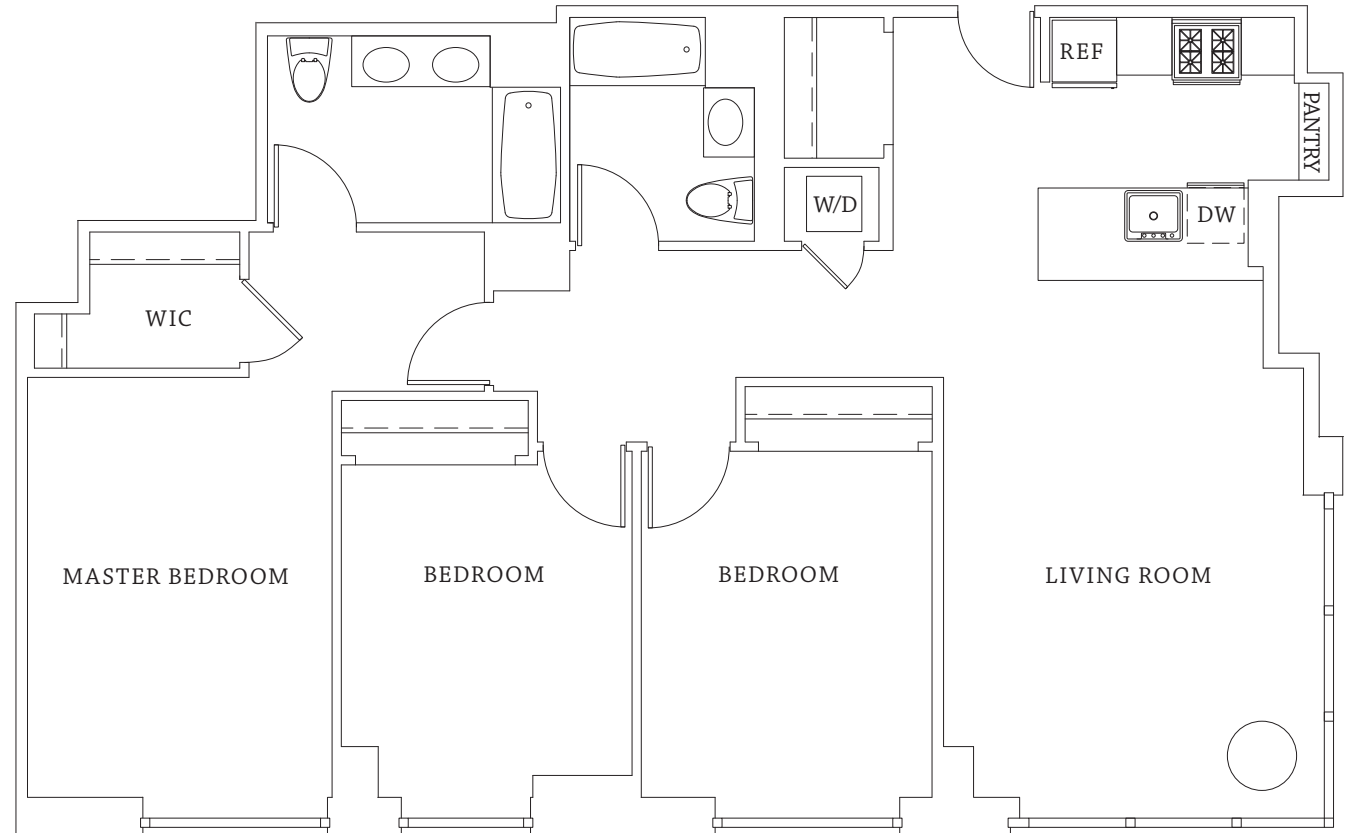 REF
PANTRY
W/D
DW
WIC
MASTER BEDROOM
BEDROOM
BEDROOM
LIVING ROOM